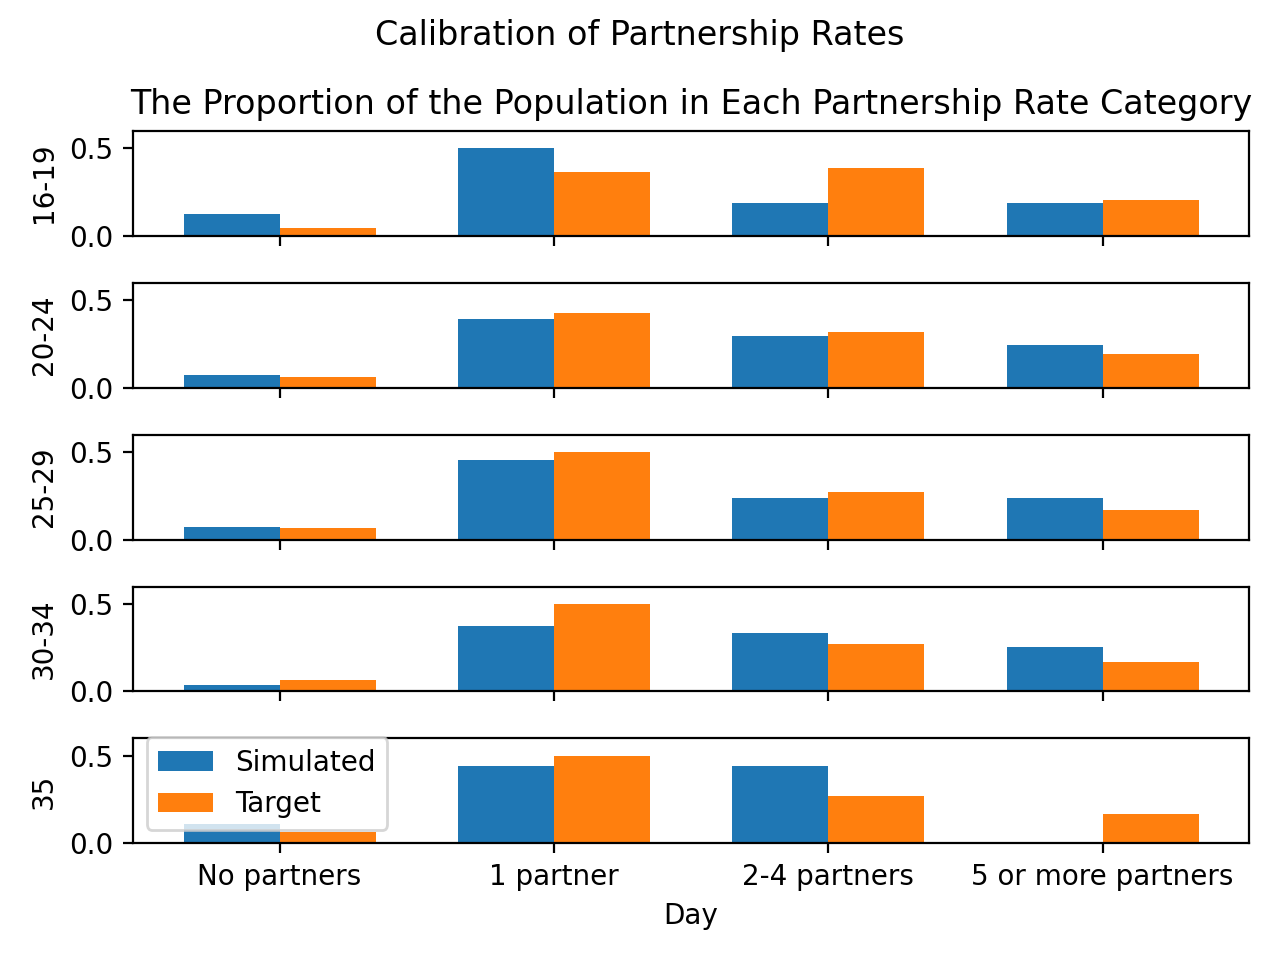 Calibration of Partnership Rates
The Proportion of the Population in Each Partnership Rate Category
16-19
0.5
0.0
20-24
0.5
0.0
25-29
0.5
0.0
30-34
0.5
0.0
35
0.5
0.0
Simulated
Target
No partners
1 partner
2-4 partners
5 or more partners
Day